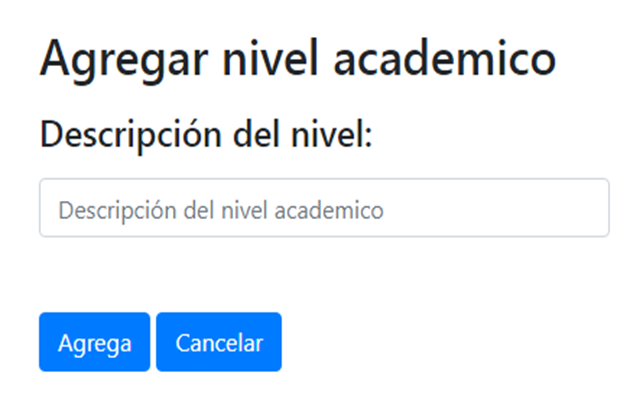 Agregar nivel academico
Descripción del nivel:
Descripción del nivel academico
Agrega Cancelar